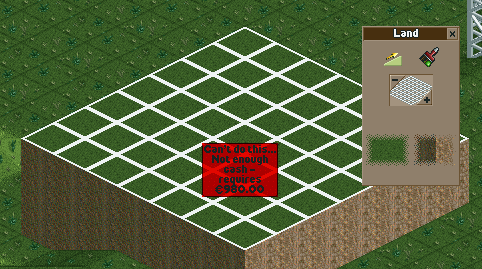 Land
Can't do this...
Not enough
cash -
requires
€980.00